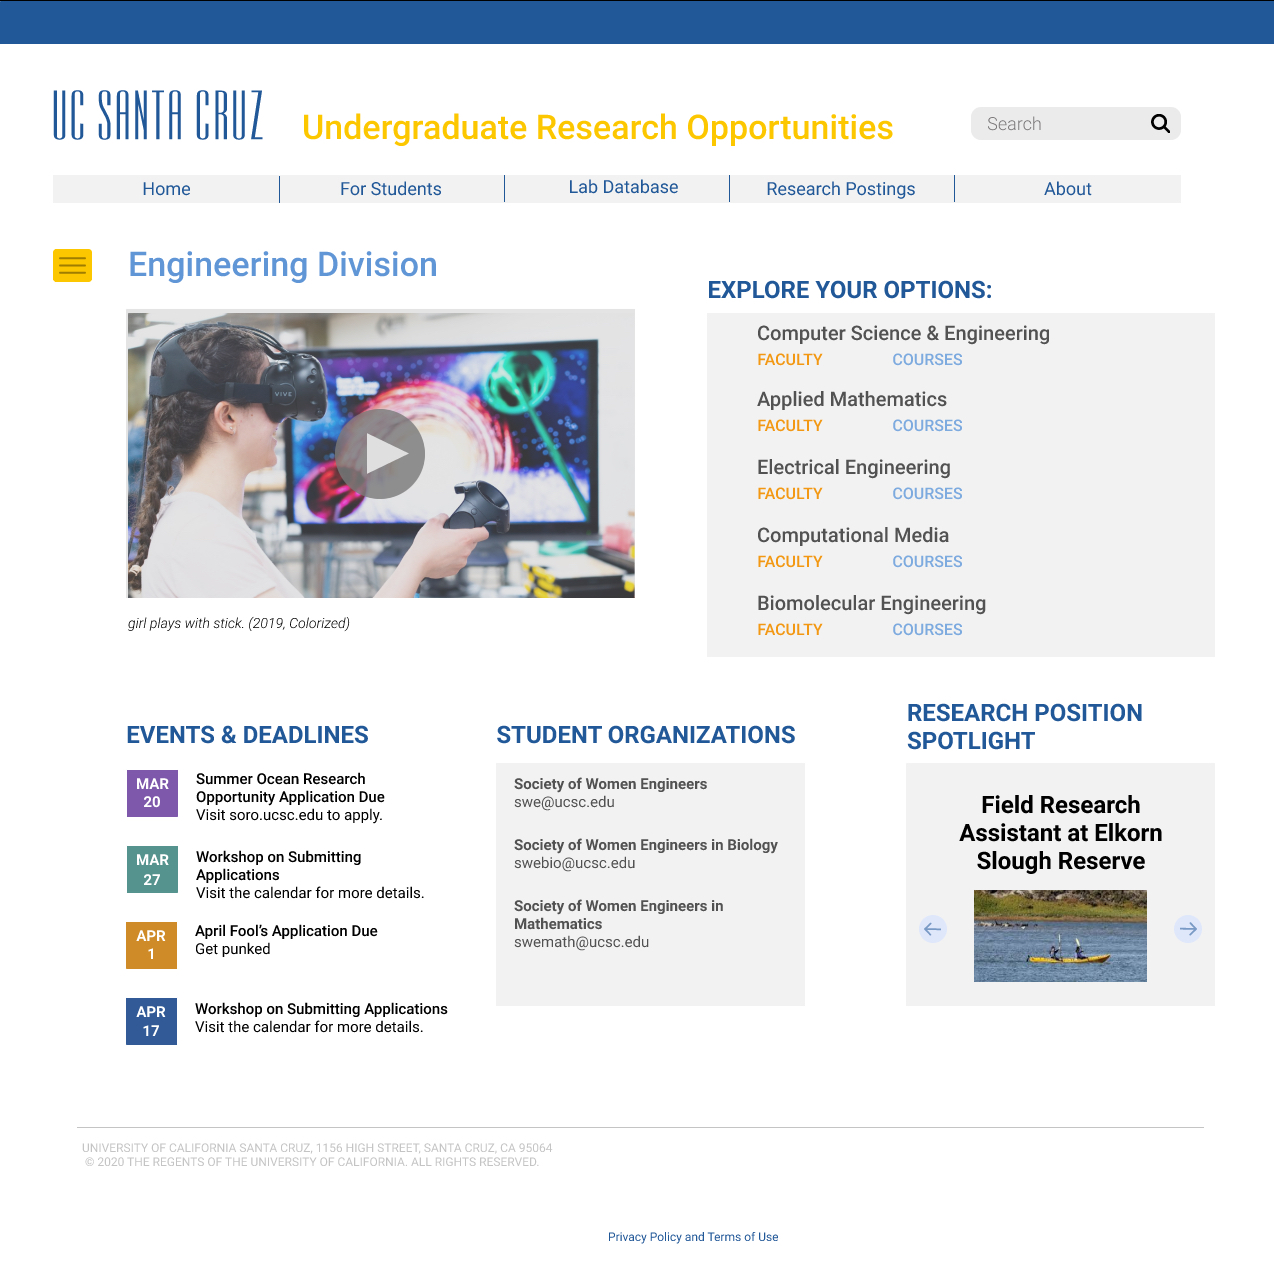 UC SANTA CRUZ
Undergraduate Research Opportunities
Search
Home
For Students
Lab Database
Research Postings
About
Engineering Division
VIVE
girl plays with stick. (2019, Colorized)
EXPLORE YOUR OPTIONS:
Computer Science & Engineering
FACULTY
COURSES
Applied Mathematics
FACULTY
COURSES
Electrical Engineering
FACULTY
COURSES
Computational Media
FACULTY
COURSES
Biomolecular Engineering
FACULTY
COURSES
EVENTS & DEADLINES
MAR
20
Summer Ocean Research
Opportunity Application Due
Visit soro.ucsc.edu to apply.
MAR
27
Workshop on Submitting
Applications
Visit the calendar for more details.
APR
1
April Fool's Application Due
Get punked
APR
17
Workshop on Submitting Applications
Visit the calendar for more details.
STUDENT ORGANIZATIONS
Society of Women Engineers
swe@ucsc.edu
Society of Women Engineers in Biology
swebio@ucsc.edu
Society of Women Engineers in
Mathematics
swemath@ucsc.edu
RESEARCH POSITION
SPOTLIGHT
Field Research
Assistant at Elkorn
Slough Reserve
UNIVERSITY OF CALIFORNIA SANTA CRUZ, 1156 HIGH STREET, SANTA CRUZ, CA 95064
© 2020 THE REGENTS OF THE UNIVERSITY OF CALIFORNIA. ALL RIGHTS RESERVED.
Privacy Policy and Terms of Use